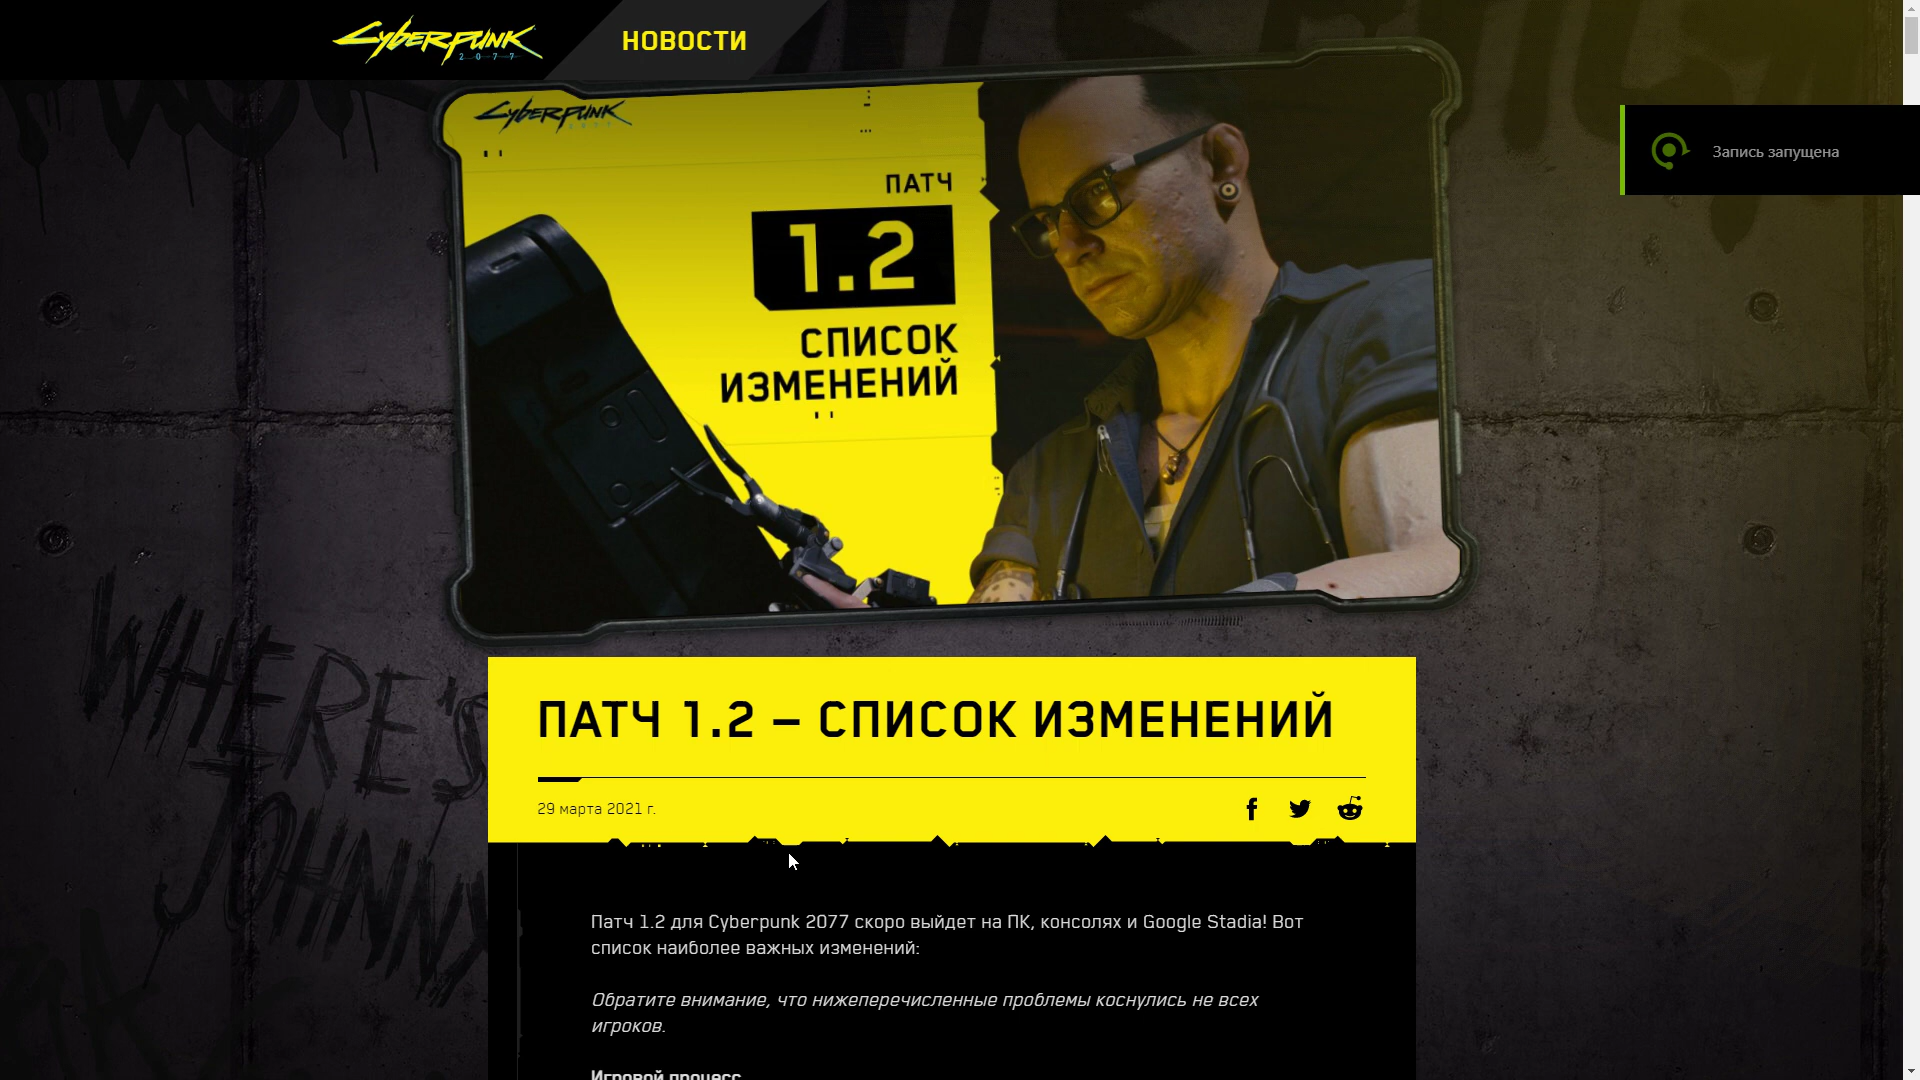 Cyberpunk
2077
НОВОСТИ
Cyberpunk
2077
ПАТЧ
1.2
СПИСОК
ИЗМЕНЕНИЙ
Запись запущена
WHERE'S
JOHNNY
ПАТЧ 1.2 — СПИСОК ИЗМЕНЕНИЙ
29 марта 2021 г.
Патч 1.2 для Cyberpunk 2077 скоро выйдет на ПК, консолях и Google Stadia! Вот
список наиболее важных изменений:
Обратите внимание, что нижеперечисленные проблемы коснулись не всех
игроков.
Игровой процесс